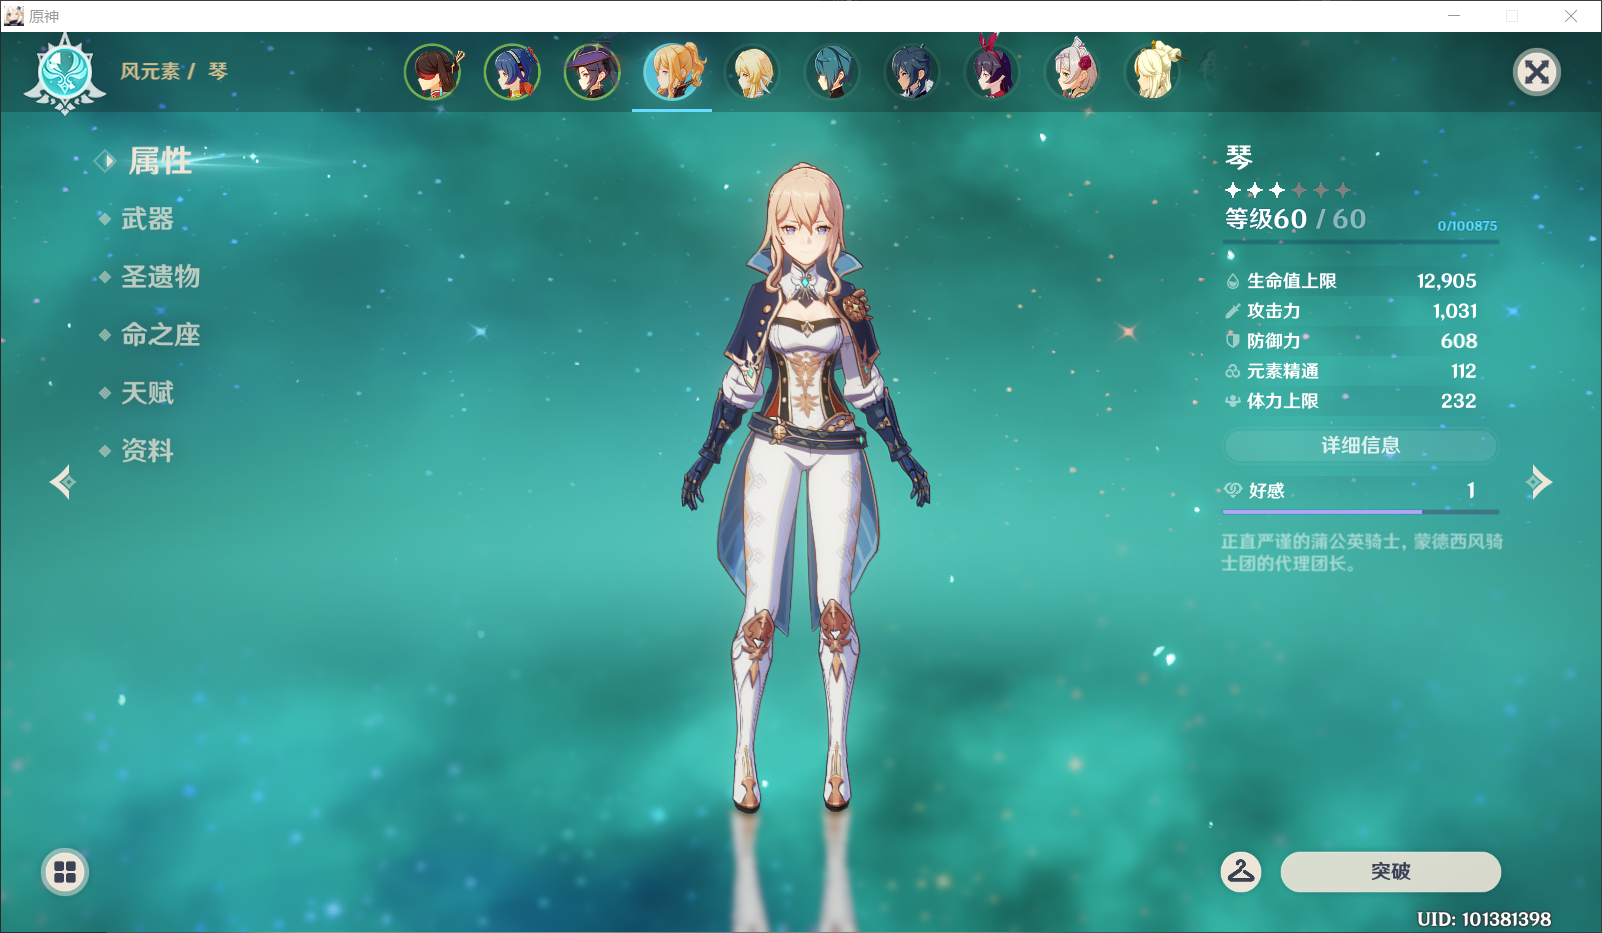 原神
风元素 / 琴
属性
武器
圣遗物
命之座
天赋
资料
琴
等级60 / 60
0/100875
生命值上限 12,905
攻击力 1,031
防御力 608
元素精通 112
体力上限 232
详细信息
好感 1
正直严谨的蒲公英骑士，蒙德西风骑
士团的代理团长。
突破
UID: 101381398